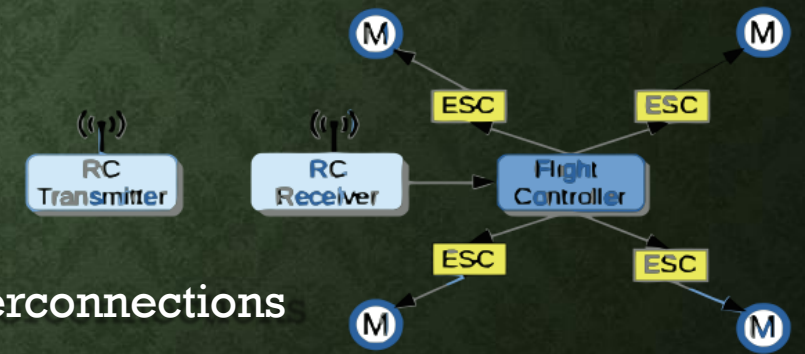 M
M
ESC
ESC
RC
Transmitter
RC
Receiver
Flight
Controller
ESC
ESC
erconnections
M
M